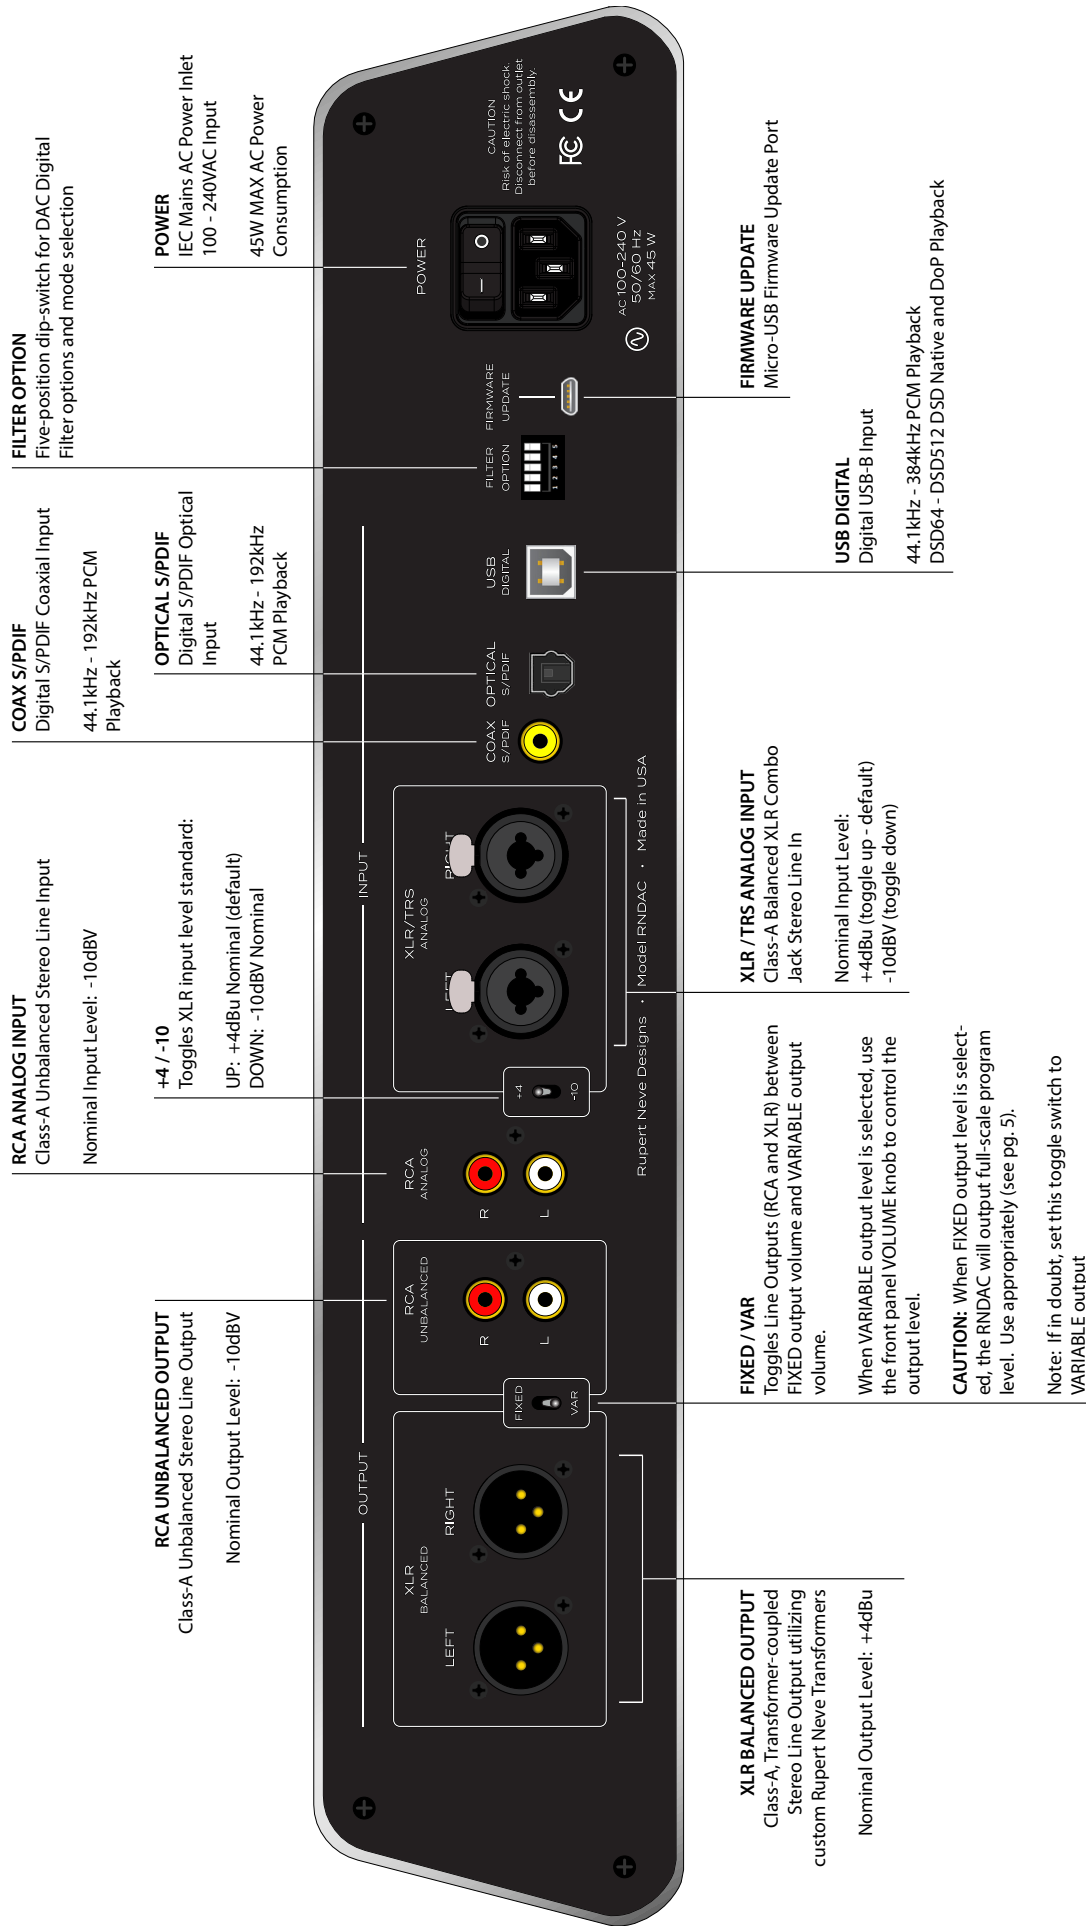 RCA UNBALANCED OUTPUT
Class-A Unbalanced Stereo Line Output
Nominal Output Level: -10dBV
RCA ANALOG INPUT
Class-A Unbalanced Stereo Line Input
Nominal Input Level: -10dBV
+4 / -10
Toggles XLR input level standard:
UP: +4dBu Nominal (default)
DOWN: -10dBV Nominal
COAX S/PDIF
Digital S/PDIF Coaxial Input
44.1kHz - 192kHz PCM
Playback
OPTICAL S/PDIF
Digital S/PDIF Optical
Input
44.1kHz - 192kHz
PCM Playback
FILTER OPTION
Five-position dip-switch for DAC Digital
Filter options and mode selection
POWER
IEC Mains AC Power Inlet
100 - 240VAC Input
45W MAX AC Power
Consumption
OUTPUT
INPUT
XLR
BALANCED
LEFT
RIGHT
FIXED
VAR
RCA
UNBALANCED
R
L
RCA
ANALOG
R
L
+4
-10
XLR/TRS
ANALOG
LEFT
RIGHT
COAX
S/PDIF
OPTICAL
S/PDIF
USB
DIGITAL
FILTER
OPTION
1 2 3 4 5
FIRMWARE
UPDATE
POWER
AC 100-240 V
50/60 Hz
MAX 45 W
CAUTION
Risk of electric shock.
Disconnect from outlet
before disassembly.
FC CE
Rupert Neve Designs • Model RNDAC • Made in USA
XLR BALANCED OUTPUT
Class-A, Transformer-coupled
Stereo Line Output utilizing
custom Rupert Neve Transformers
Nominal Output Level: +4dBu
FIXED / VAR
Toggles Line Outputs (RCA and XLR) between
FIXED output volume and VARIABLE output
volume.
When VARIABLE output level is selected, use
the front panel VOLUME knob to control the
output level.
CAUTION: When FIXED output level is select-
ed, the RNDAC will output full-scale program
level. Use appropriately (see pg. 5).
Note: If in doubt, set this toggle switch to
VARIABLE output
XLR / TRS ANALOG INPUT
Class-A Balanced XLR Combo
Jack Stereo Line In
Nominal Input Level:
+4dBu (toggle up - default)
-10dBV (toggle down)
USB DIGITAL
Digital USB-B Input
44.1kHz - 384kHz PCM Playback
DSD64 - DSD512 DSD Native and DoP Playback
FIRMWARE UPDATE
Micro-USB Firmware Update Port